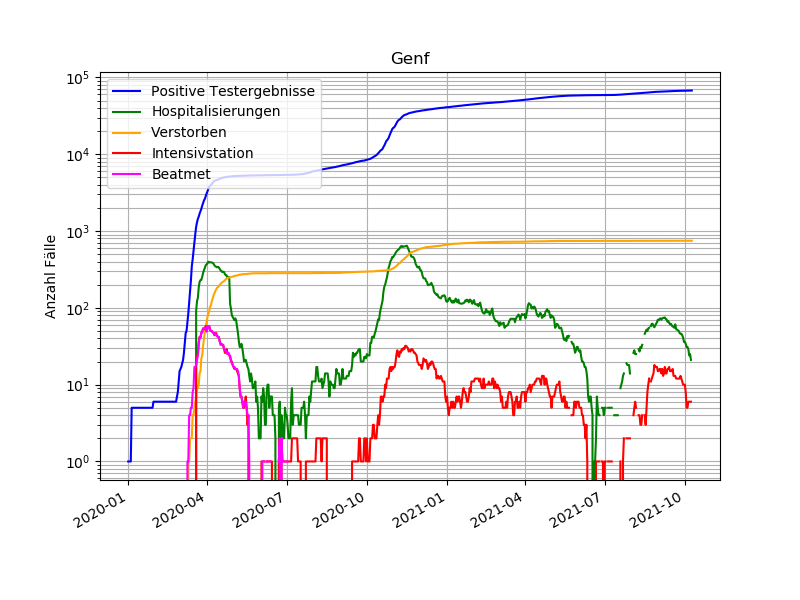 Genf
Anzahl Fälle
10^5
10^4
10^3
10^2
10^1
10^0
Positive Testergebnisse
Hospitalisierungen
Verstorben
Intensivstation
Beatmet
2020-01
2020-04
2020-07
2020-10
2021-01
2021-04
2021-07
2021-10